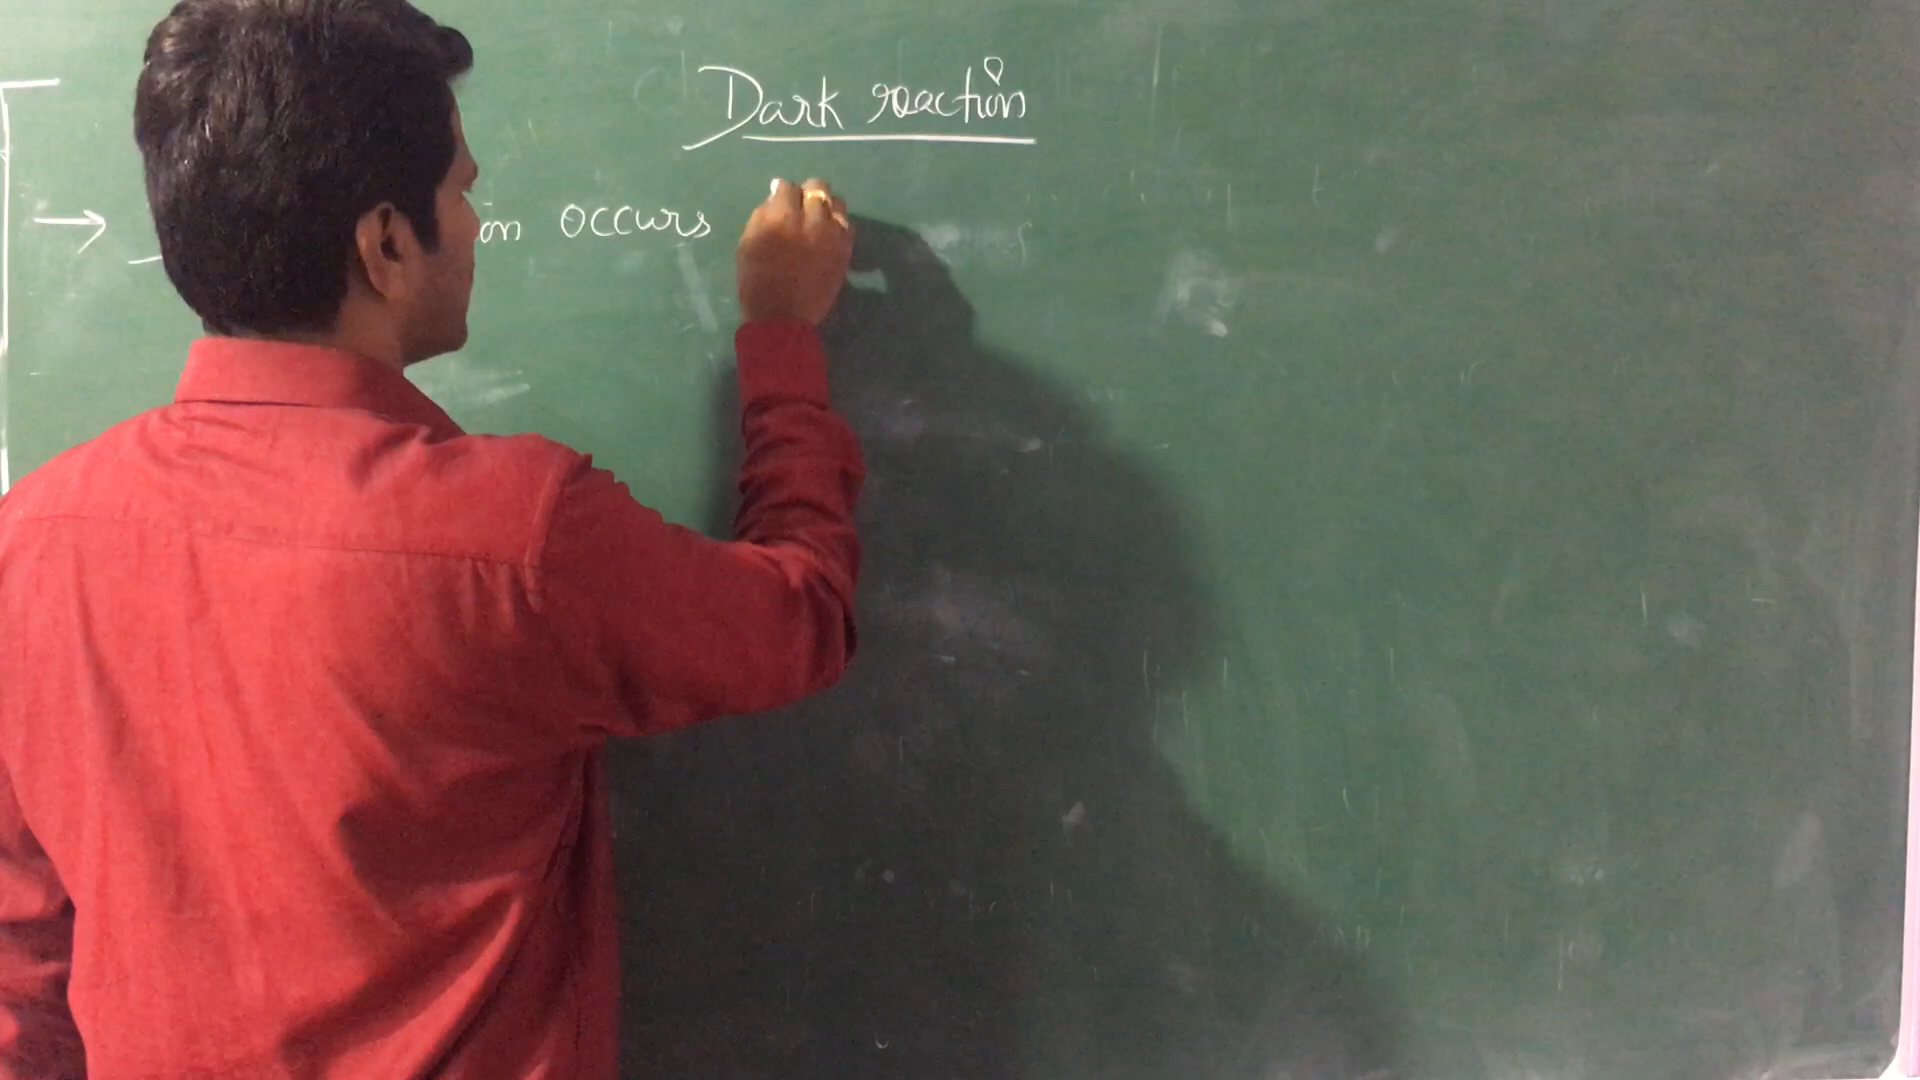 Dark reaction
→ on occurs